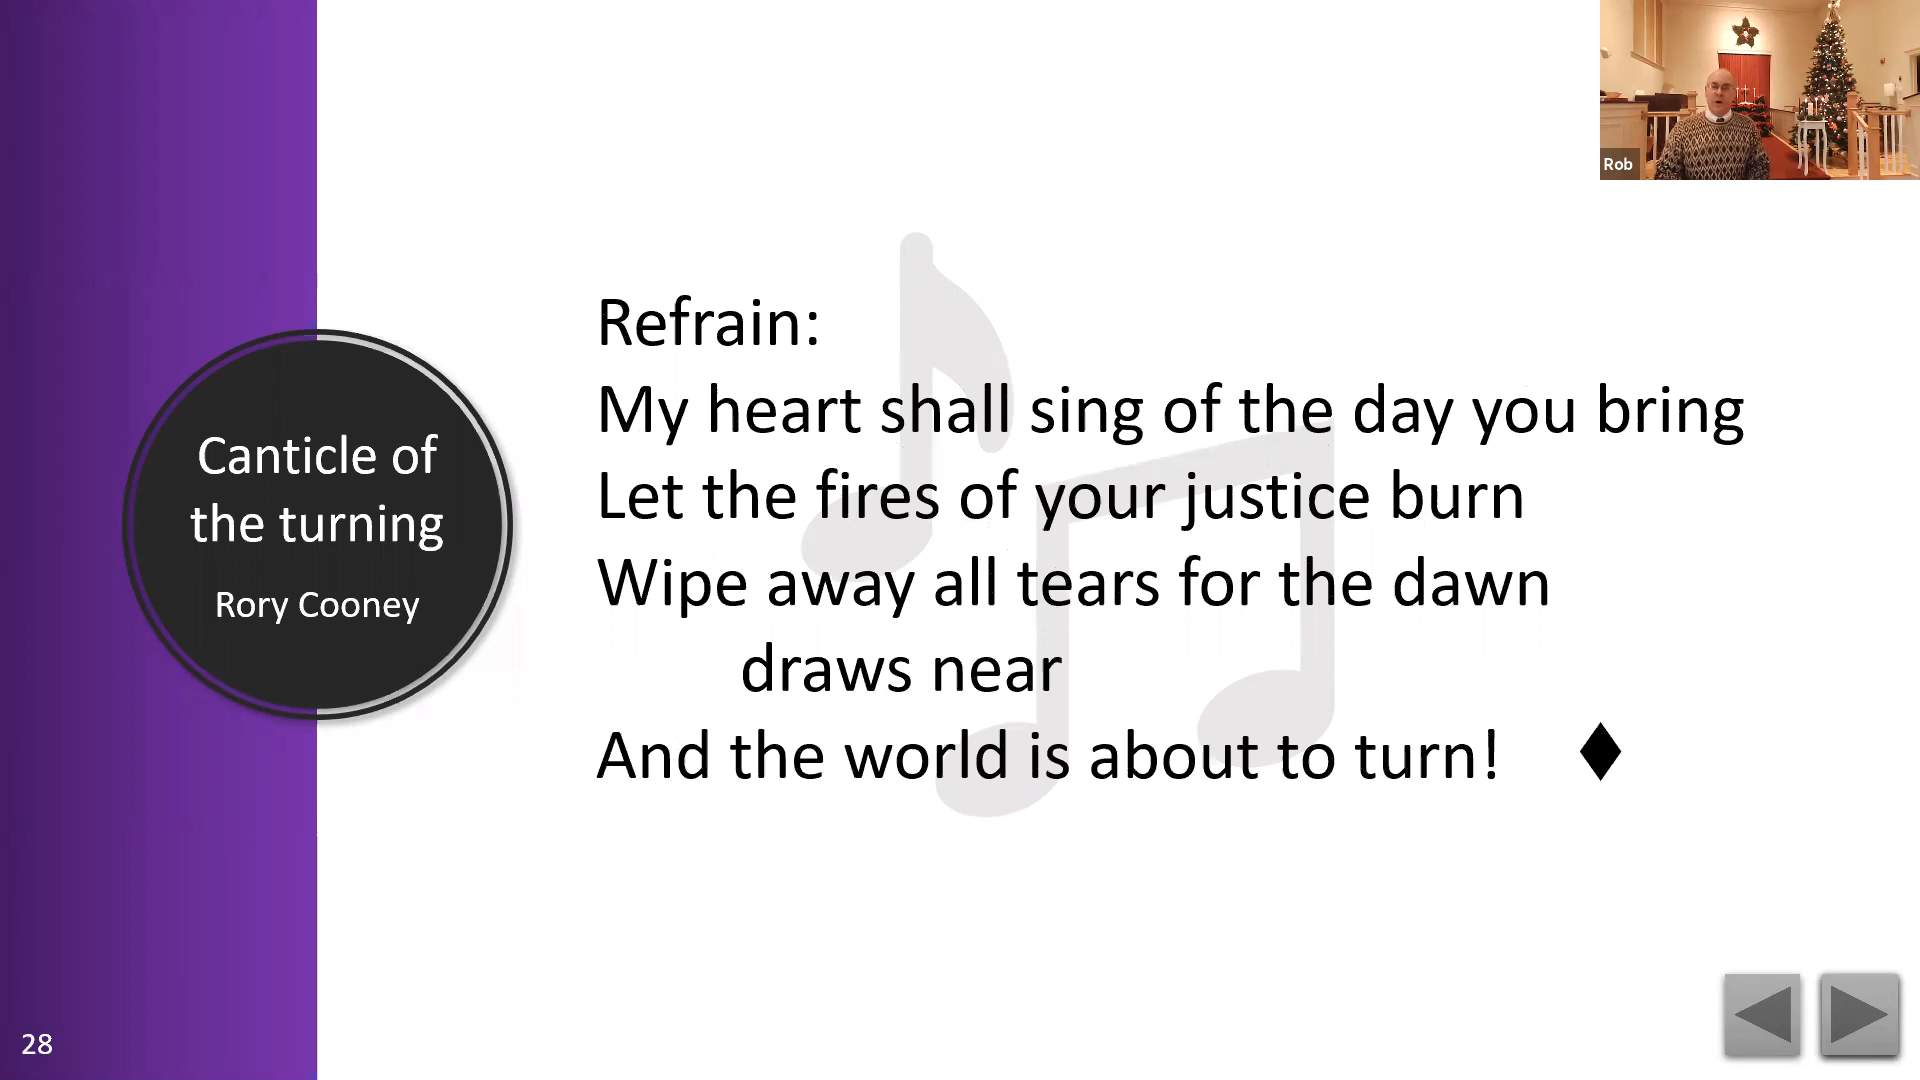 Rob
Canticle of
the turning
Rory Cooney
Refrain:
My heart shall sing of the day you bring
Let the fires of your justice burn
Wipe away all tears for the dawn
draws near
And the world is about to turn! ♦
28